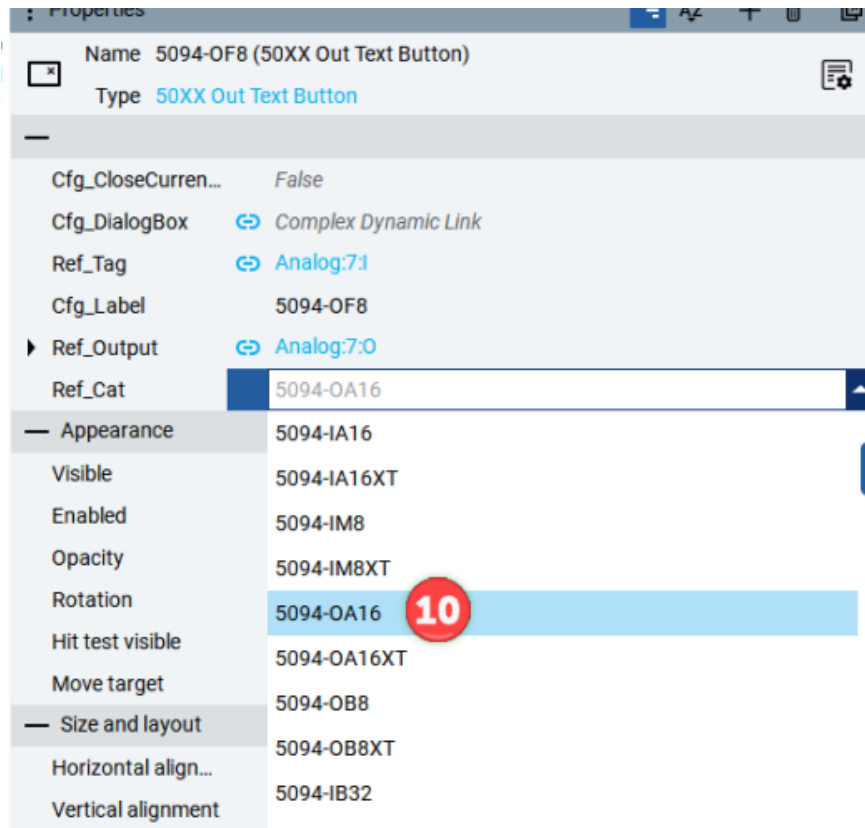 Properties
Name 5094-OF8 (50XX Out Text Button)
Type 50XX Out Text Button
Cfg_CloseCurren... False
Cfg_DialogBox Complex Dynamic Link
Ref_Tag Analog:7:I
Cfg_Label 5094-OF8
Ref_Output Analog:7:O
Ref_Cat 5094-OA16
Appearance 5094-IA16
Visible 5094-IA16XT
Enabled 5094-IM8
Opacity 5094-IM8XT
Rotation 5094-OA16 10
Hit test visible 5094-OA16XT
Move target 5094-OB8
Size and layout 5094-OB8XT
Horizontal align... 5094-IB32
Vertical alignment